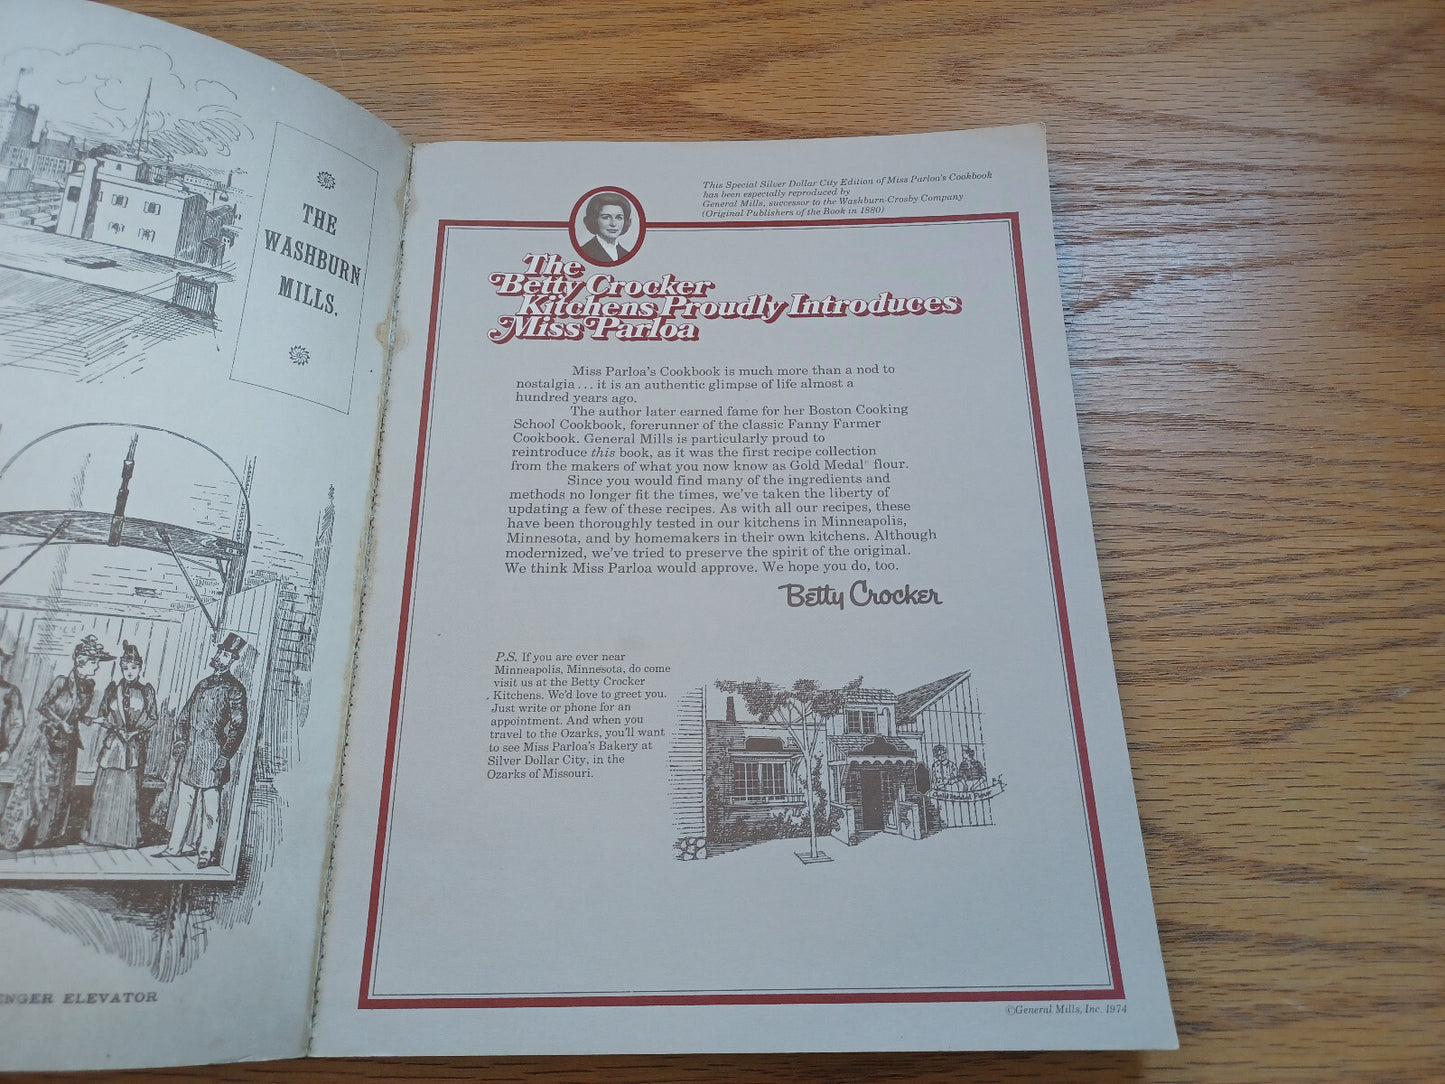 THE
WASHBURN
MILLS.
NOTICE
ENGER ELEVATOR
This Special Silver Dollar City Edition of Miss Parloa's Cookbook
has been especially reproduced by
General Mills, successor to the Washburn-Crosby Company
(Original Publishers of the Book in 1880)
The
Betty Crocker
Kitchens Proudly Introduces
Miss Parloa
Miss Parloa's Cookbook is much more than a nod to
nostalgia ... it is an authentic glimpse of life almost a
hundred years ago.
The author later earned fame for her Boston Cooking
School Cookbook, forerunner of the classic Fanny Farmer
Cookbook. General Mills is particularly proud to
reintroduce this book, as it was the first recipe collection
from the makers of what you now know as Gold Medal® flour.
Since you would find many of the ingredients and
methods no longer fit the times, we've taken the liberty of
updating a few of these recipes. As with all our recipes, these
have been thoroughly tested in our kitchens in Minneapolis,
Minnesota, and by homemakers in their own kitchens. Although
modernized, we've tried to preserve the spirit of the original.
We think Miss Parloa would approve. We hope you do, too.
Betty Crocker
P.S. If you are ever near
Minneapolis, Minnesota, do come
visit us at the Betty Crocker
Kitchens. We'd love to greet you.
Just write or phone for an
appointment. And when you
travel to the Ozarks, you'll want
to see Miss Parloa's Bakery at
Silver Dollar City, in the
Ozarks of Missouri.
Gold Medal Flour
©General Mills, Inc. 1974